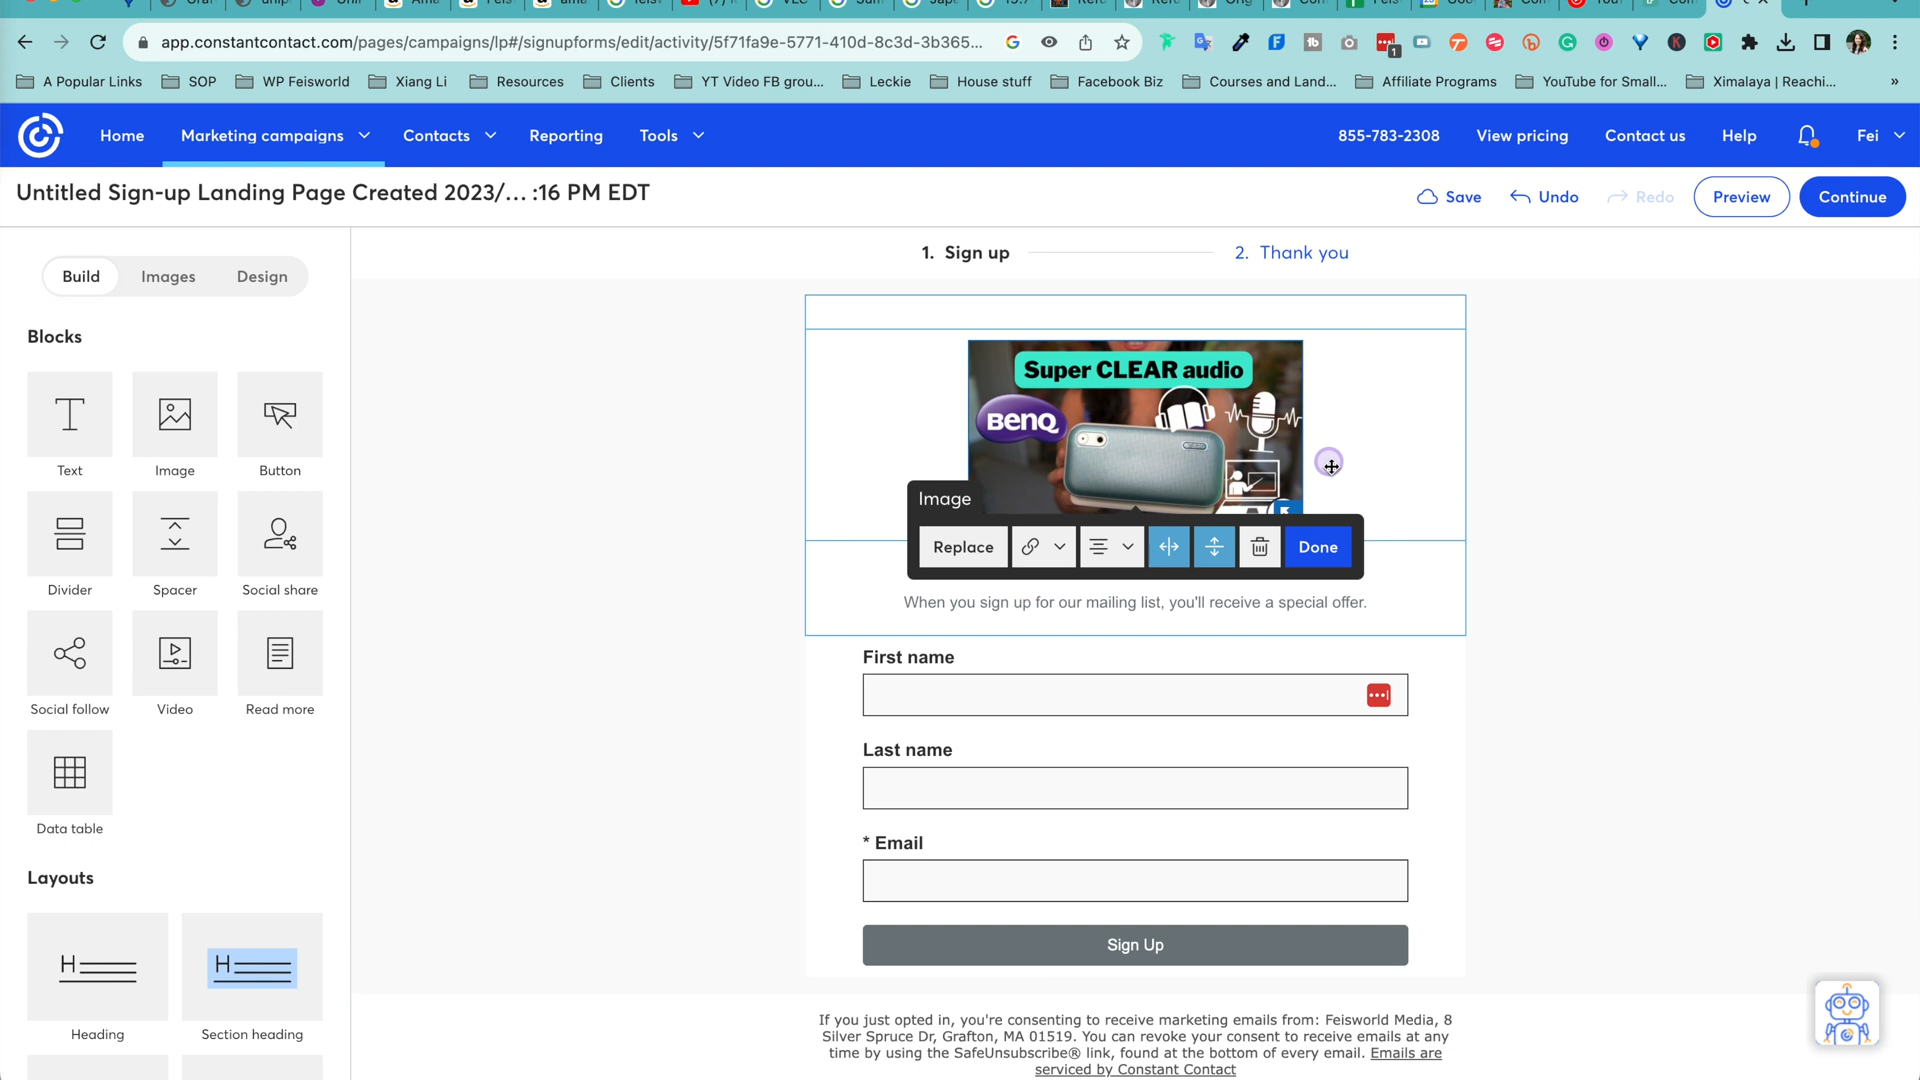 app.constantcontact.com/pages/campaigns/lp#/signupforms/edit/activity/5f71fa9e-5771-410d-8c3d-3b365...
A Popular Links
SOP
WP Feisworld
Xiang Li
Resources
Clients
YT Video FB grou...
Leckie
House stuff
Facebook Biz
Courses and Land...
Affiliate Programs
YouTube for Small...
Ximalaya | Reachi...
»
Home
Marketing campaigns
Contacts
Reporting
Tools
855-783-2308
View pricing
Contact us
Help
Fei
Untitled Sign-up Landing Page Created 2023/... :16 PM EDT
Save
Undo
Redo
Preview
Continue
Build
Images
Design
1. Sign up
2. Thank you
Blocks
Text
Image
Button
Divider
Spacer
Social share
Social follow
Video
Read more
Data table
Layouts
Heading
Section heading
Super CLEAR audio
BenQ
Image
Replace
Done
When you sign up for our mailing list, you'll receive a special offer.
First name
Last name
* Email
Sign Up
If you just opted in, you're consenting to receive marketing emails from: Feisworld Media, 8
Silver Spruce Dr, Grafton, MA 01519. You can revoke your consent to receive emails at any
time by using the SafeUnsubscribe® link, found at the bottom of every email. Emails are
serviced by Constant Contact